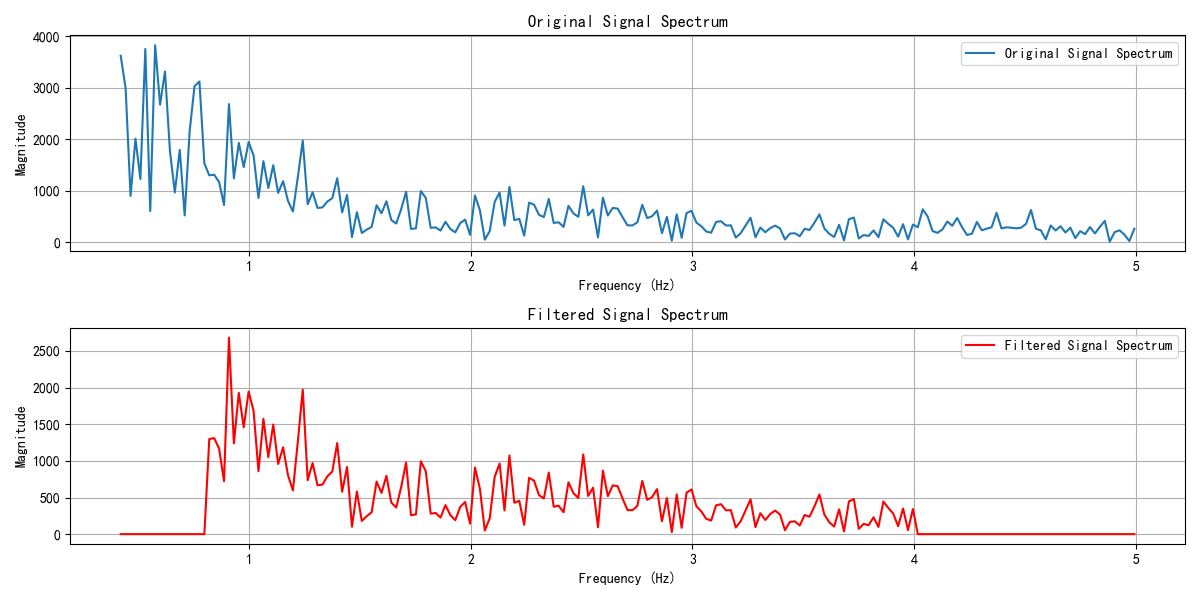 Original Signal Spectrum
4000
3000
2000
1000
0
Magnitude
Original Signal Spectrum
1 2 3 4 5
Frequency (Hz)
Filtered Signal Spectrum
2500
2000
1500
1000
500
0
Magnitude
Filtered Signal Spectrum
1 2 3 4 5
Frequency (Hz)